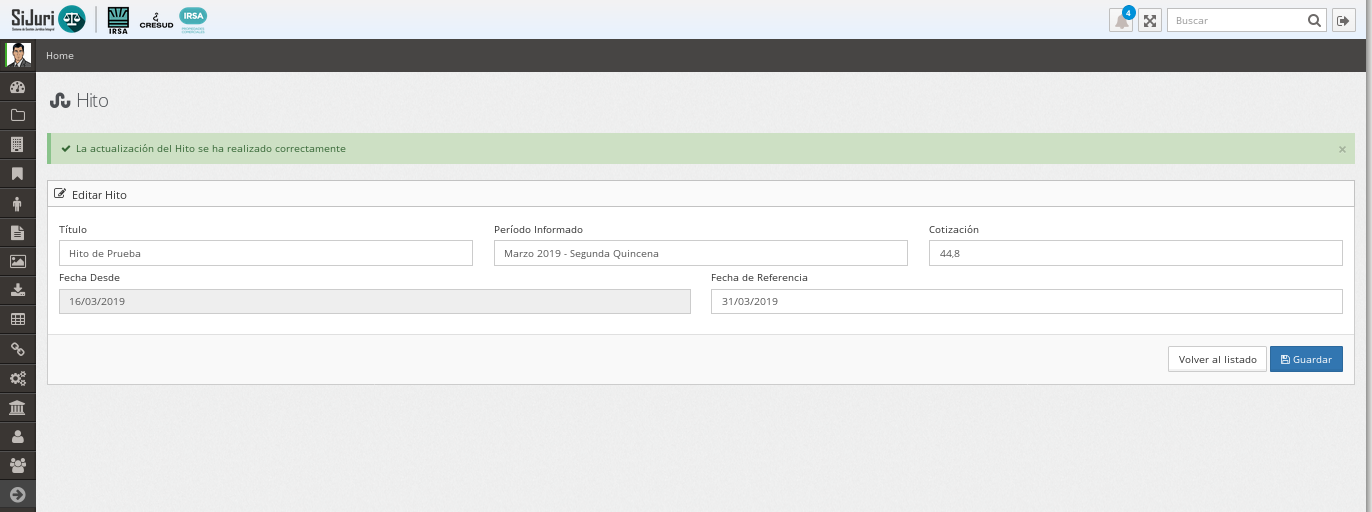 SiJuri
IRSA
CRESUD
IRSA
4
Buscar
Home
Hito
La actualización del Hito se ha realizado correctamente
×
Editar Hito
Título
Período Informado
Cotización
Hito de Prueba
Marzo 2019 - Segunda Quincena
44,8
Fecha Desde
Fecha de Referencia
16/03/2019
31/03/2019
Volver al listado
Guardar